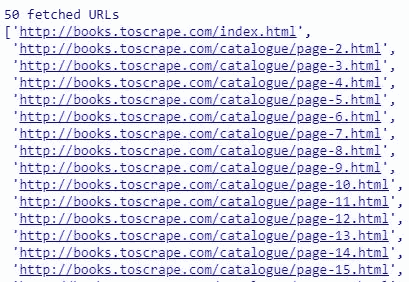 50 fetched URLs
['http://books.toscrape.com/index.html',
'http://books.toscrape.com/catalogue/page-2.html',
'http://books.toscrape.com/catalogue/page-3.html',
'http://books.toscrape.com/catalogue/page-4.html',
'http://books.toscrape.com/catalogue/page-5.html',
'http://books.toscrape.com/catalogue/page-6.html',
'http://books.toscrape.com/catalogue/page-7.html',
'http://books.toscrape.com/catalogue/page-8.html',
'http://books.toscrape.com/catalogue/page-9.html',
'http://books.toscrape.com/catalogue/page-10.html',
'http://books.toscrape.com/catalogue/page-11.html',
'http://books.toscrape.com/catalogue/page-12.html',
'http://books.toscrape.com/catalogue/page-13.html',
'http://books.toscrape.com/catalogue/page-14.html',
'http://books.toscrape.com/catalogue/page-15.html',